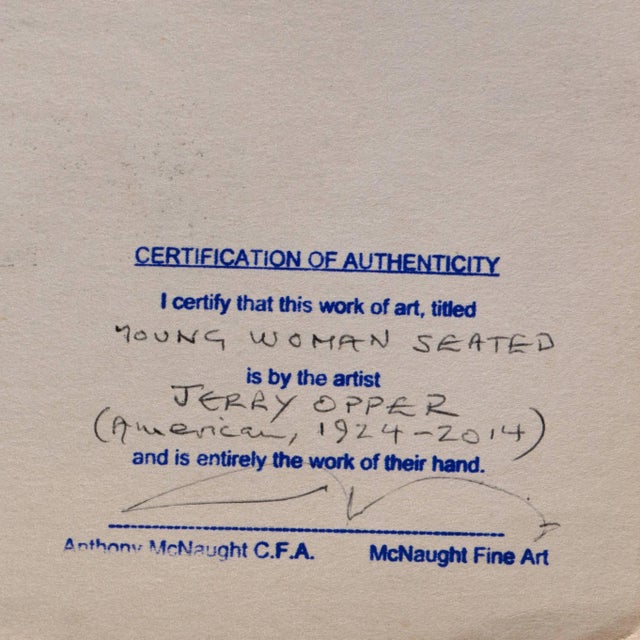 CERTIFICATION OF AUTHENTICITY
I certify that this work of art, titled
YOUNG WOMAN SEATED
is by the artist
JERRY OPPER
(American, 1924-2014)
and is entirely the work of their hand.
Anthony McNaught C.F.A. McNaught Fine Art